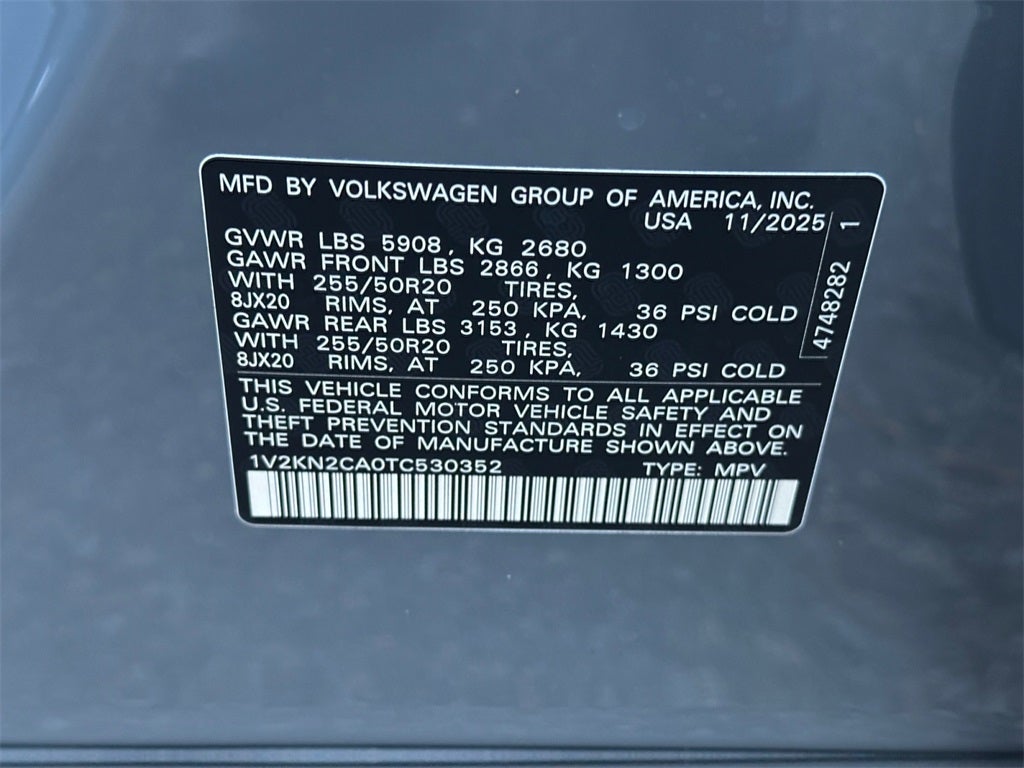 MFD BY VOLKSWAGEN GROUP OF AMERICA, INC.
USA 11/2025
GVWR LBS 5908, KG 2680
GAWR FRONT LBS 2866, KG 1300
WITH 255/50R20 TIRES,
8JX20 RIMS, AT 250 KPA, 36 PSI COLD
GAWR REAR LBS 3153, KG 1430
WITH 255/50R20 TIRES,
8JX20 RIMS, AT 250 KPA, 36 PSI COLD
THIS VEHICLE CONFORMS TO ALL APPLICABLE
U.S. FEDERAL MOTOR VEHICLE SAFETY AND
THEFT PREVENTION STANDARDS IN EFFECT ON
THE DATE OF MANUFACTURE SHOWN ABOVE.
1V2KN2CA0TC530352 TYPE: MPV
4748282 1